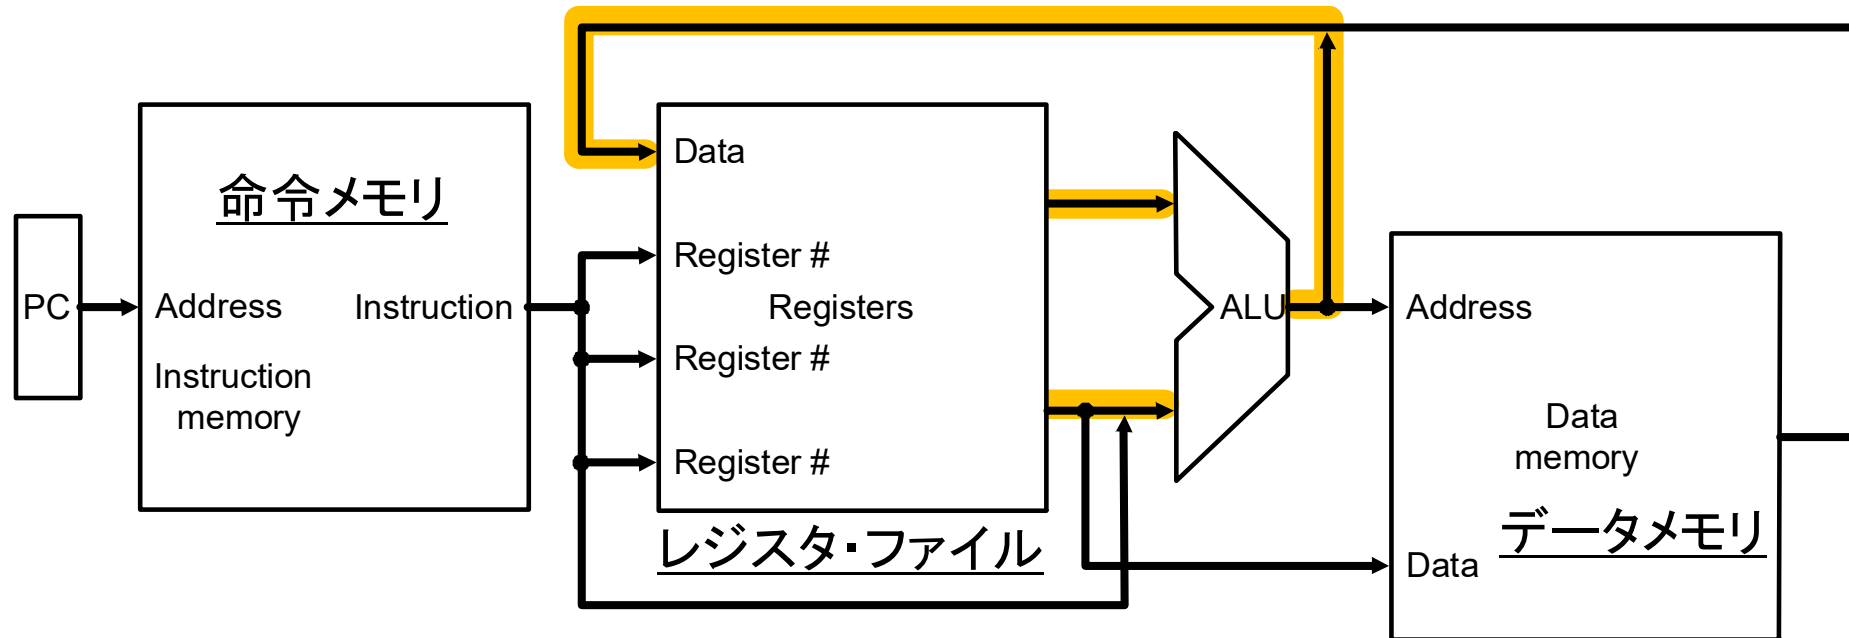 PC
命令メモリ
Address
Instruction
Instruction
memory
Data
Register #
Registers
Register #
Register #
レジスタ・ファイル
ALU
Address
Data
memory
データメモリ
Data